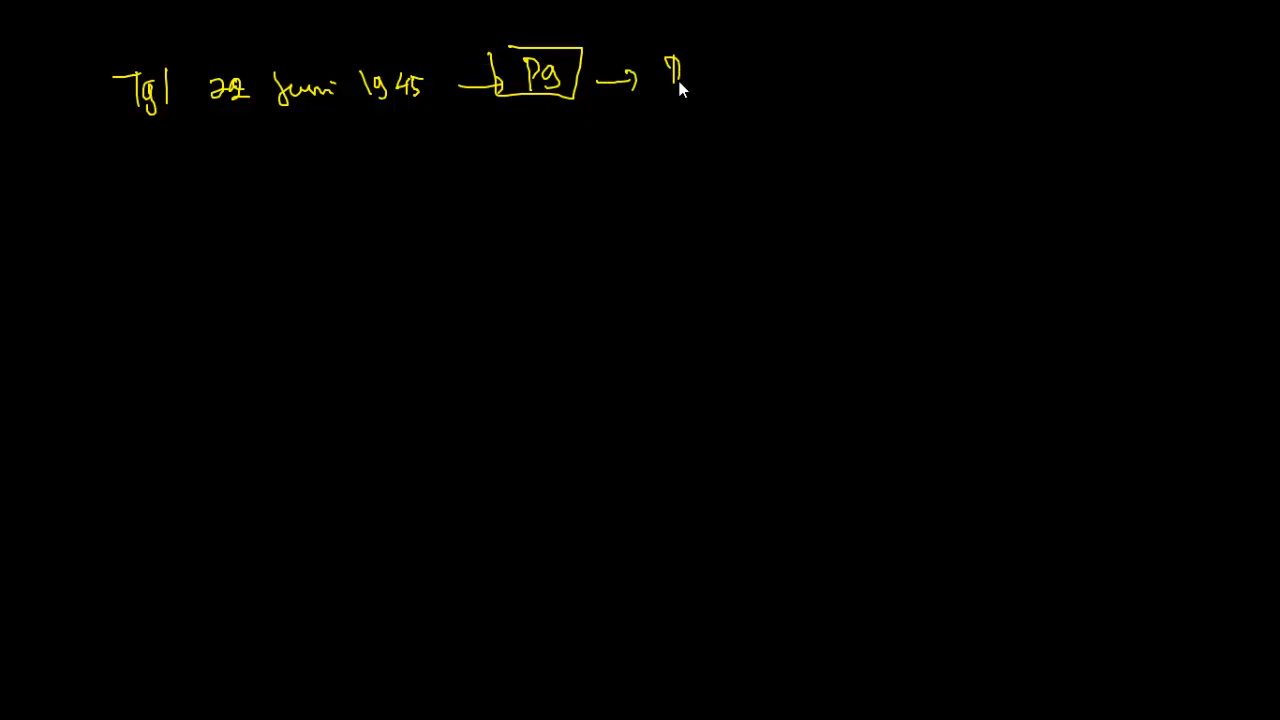 Tgl 22 Juni 1945 → Pg →